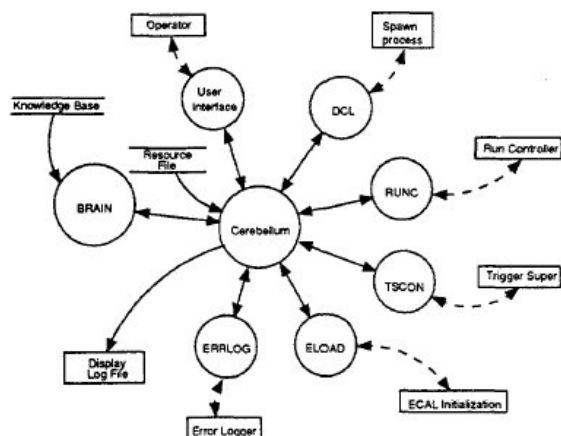 Operator
Spawn
process
User
Interface
DCL
Knowledge Base
Resource
File
Run Controller
RUNC
BRAIN
Cerebellum
Trigger Super
TSCON
ERRLOG
ELOAD
Display
Log File
ECAL Initialization
Error Logger